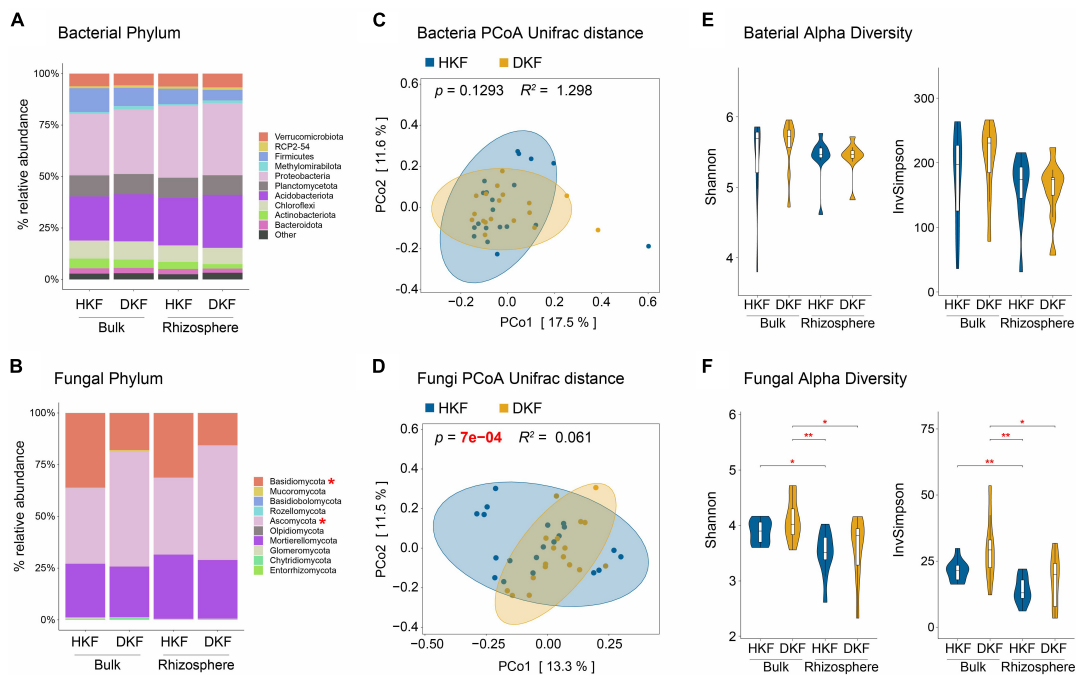 A Bacterial Phylum
100%
75%
50%
25%
0%
% relative abundance
HKF DKF HKF DKF
Bulk Rhizosphere
Verrucomicrobiota
RCP2-54
Firmicutes
Methylomirabilota
Proteobacteria
Planctomycetota
Acidobacteriota
Chloroflexi
Actinobacteriota
Bacteroidota
Other
C Bacteria PCoA Unifrac distance
HKF DKF
p = 0.1293 R² = 1.298
0.6
0.4
0.2
0.0
−0.2
−0.4
PCo2 [ 11.6 % ]
−0.2 0.0 0.2 0.4 0.6
PCo1 [ 17.5 % ]
E Baterial Alpha Diversity
6
5
4
Shannon
HKF DKF HKF DKF
Bulk Rhizosphere
300
200
100
0
InvSimpson
HKF DKF HKF DKF
Bulk Rhizosphere
B Fungal Phylum
100%
75%
50%
25%
0%
% relative abundance
HKF DKF HKF DKF
Bulk Rhizosphere
Basidiomycota *
Mucoromycota
Basidiobolomycota
Rozellomycota
Ascomycota *
Olpidiomycota
Mortierellomycota
Glomeromycota
Chytridiomycota
Entorrhizomycota
D Fungi PCoA Unifrac distance
HKF DKF
p = 7e−04 R² = 0.061
0.6
0.4
0.2
0.0
−0.2
−0.4
PCo2 [ 11.5 % ]
−0.50 −0.25 0.00 0.25
PCo1 [ 13.3 % ]
F Fungal Alpha Diversity
6
5
4
3
2
Shannon
*
**
*
HKF DKF HKF DKF
Bulk Rhizosphere
75
50
25
0
InvSimpson
*
**
**
HKF DKF HKF DKF
Bulk Rhizosphere